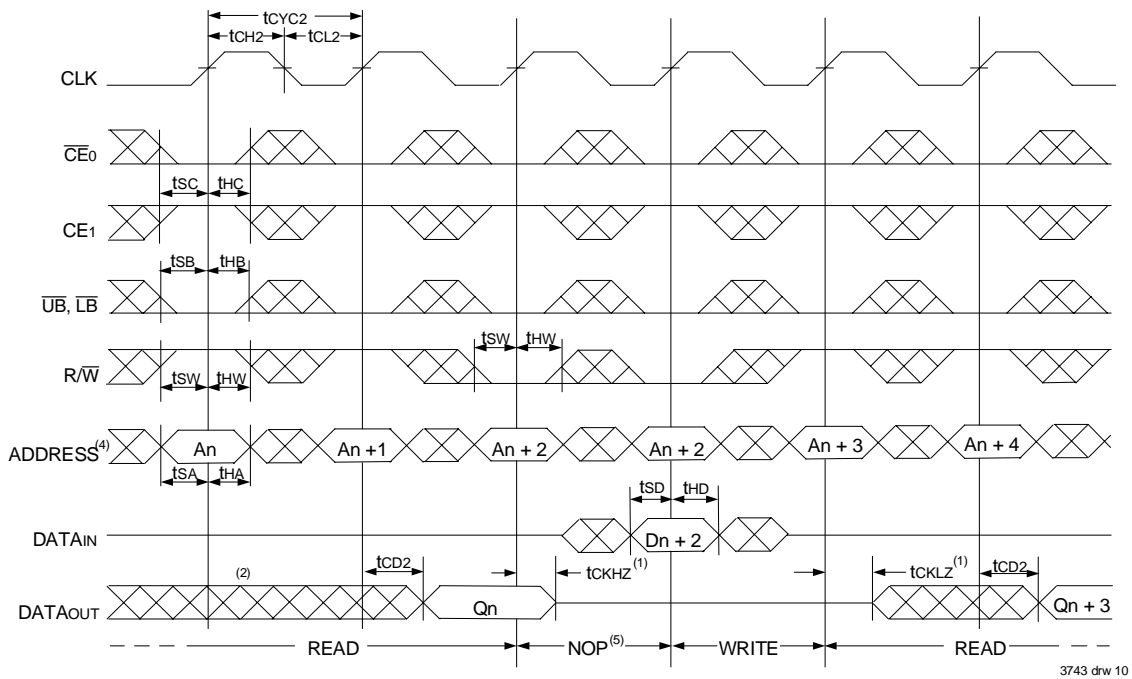 tCYC2
tCH2 tCL2
CLK
CE0
tSC tHC
CE1
tSB tHB
UB, LB
tSW tHW
R/W
tSW tHW
ADDRESS(4) An An +1 An + 2 An + 2 An + 3 An + 4
tSA tHA
tSD tHD
DATAIN Dn + 2
tCD2 tCKHZ(1) tCKLZ(1) tCD2
(2)
DATAOUT Qn Qn + 3
READ NOP(5) WRITE READ
3743 drw 10